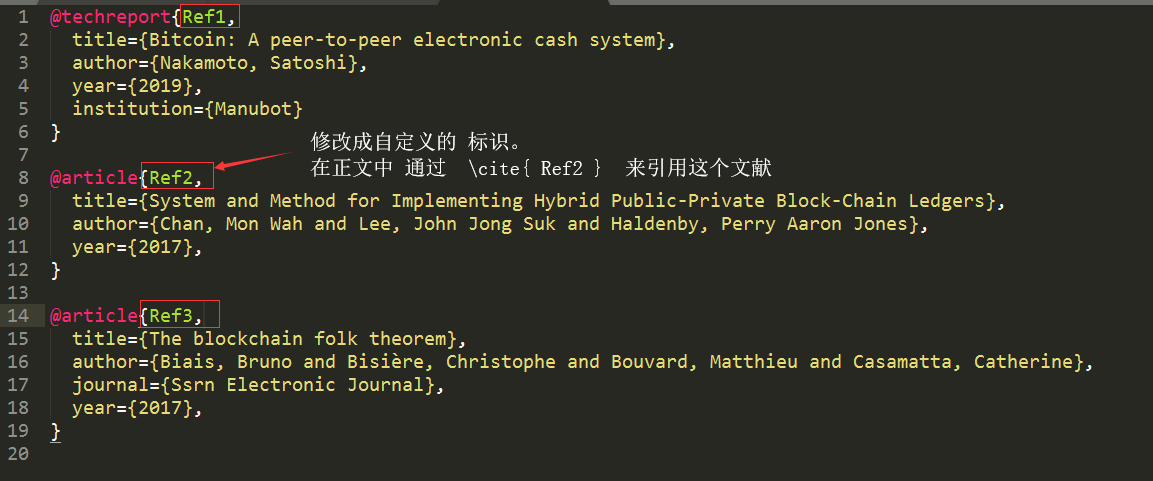 1 @techreport{Ref1,
2 title={Bitcoin: A peer-to-peer electronic cash system},
3 author={Nakamoto, Satoshi},
4 year={2019},
5 institution={Manubot}
6 }
修改成自定义的 标识。
7
在正文中 通过 \cite{ Ref2 } 来引用这个文献
8 @article{Ref2,
9 title={System and Method for Implementing Hybrid Public-Private Block-Chain Ledgers},
10 author={Chan, Mon Wah and Lee, John Jong Suk and Haldenby, Perry Aaron Jones},
11 year={2017},
12 }
13
14 @article{Ref3,
15 title={The blockchain folk theorem},
16 author={Biais, Bruno and Bisière, Christophe and Bouvard, Matthieu and Casamatta, Catherine},
17 journal={Ssrn Electronic Journal},
18 year={2017},
19 }
20